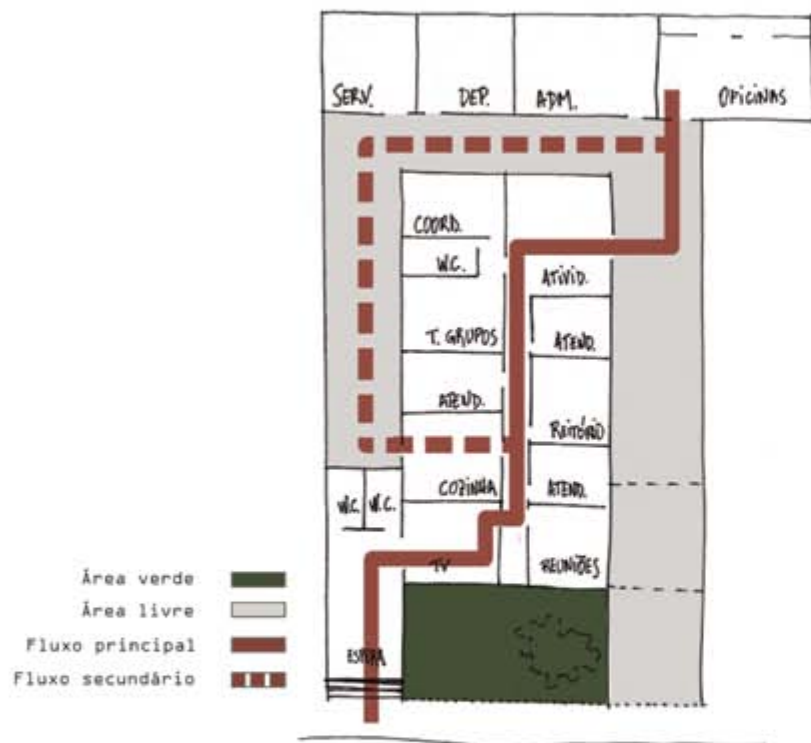 SERV.
DEP.
ADM.
OFICINAS
COORD.
W.C.
ATIVID.
T. GRUPOS
ATEND.
ATEND.
REITÓRIO
COZINHA
ATEND.
W.C.
W.C.
TV
REUNIÕES
ESPERA
Área verde
Área livre
Fluxo principal
Fluxo secundário